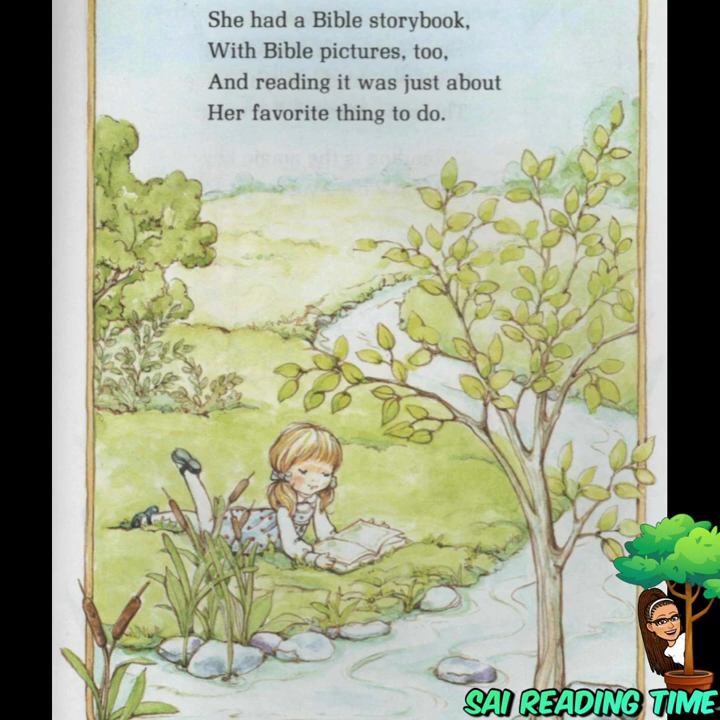 She had a Bible storybook,
With Bible pictures, too,
And reading it was just about
Her favorite thing to do.
SAI READING TIME